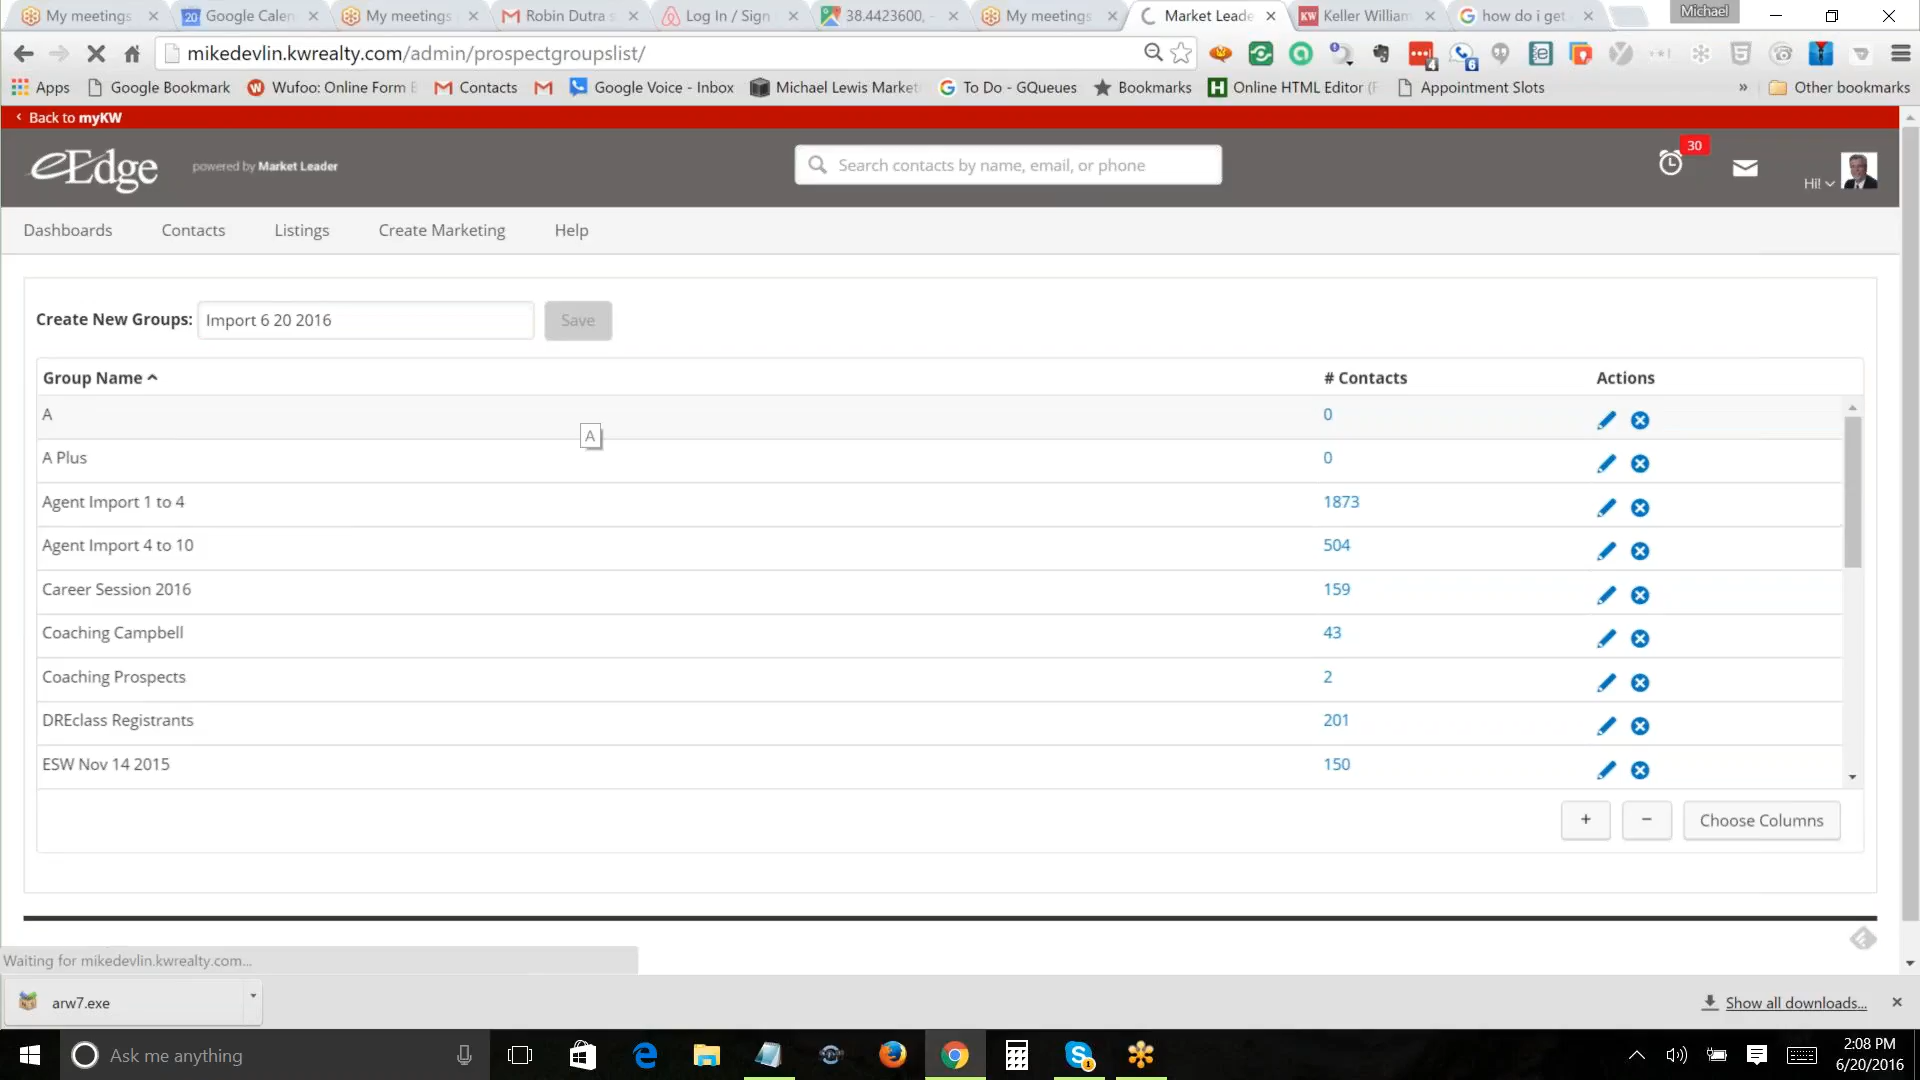 My meetings
Google Calen
My meetings
Robin Dutra
Log In / Sign
38.4423600, -
My meetings
Market Leade
Keller William
how do i get
Michael
mikedevlin.kwrealty.com/admin/prospectgroupslist/
Apps
Google Bookmark
Wufoo: Online Form
Contacts
Google Voice - Inbox
Michael Lewis Market
To Do - GQueues
Bookmarks
Online HTML Editor (F
Appointment Slots
»
Other bookmarks
Back to myKW
eEdge
powered by Market Leader
Search contacts by name, email, or phone
30
Hi!
Dashboards
Contacts
Listings
Create Marketing
Help
Create New Groups:
Import 6 20 2016
Save
Group Name
# Contacts
Actions
A
0
A
A Plus
0
Agent Import 1 to 4
1873
Agent Import 4 to 10
504
Career Session 2016
159
Coaching Campbell
43
Coaching Prospects
2
DREclass Registrants
201
ESW Nov 14 2015
150
+
−
Choose Columns
Waiting for mikedevlin.kwrealty.com...
arw7.exe
Show all downloads...
Ask me anything
2:08 PM
6/20/2016